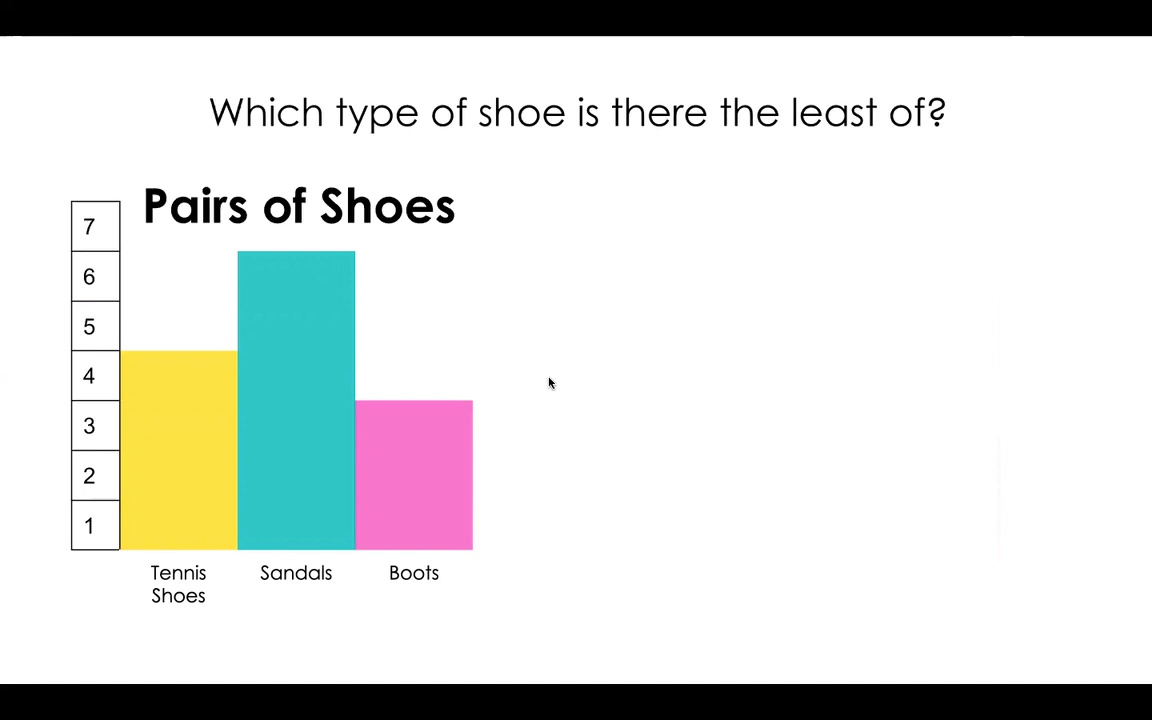 Which type of shoe is there the least of?
Pairs of Shoes
7
6
5
4
3
2
1
Tennis
Shoes
Sandals
Boots